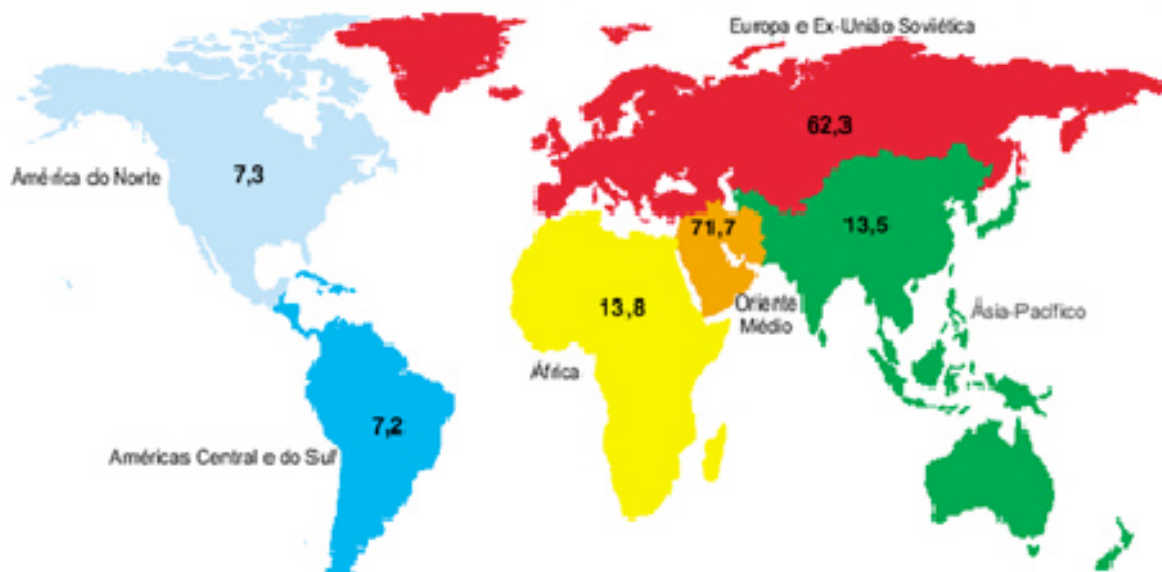 Europa e Ex-União Soviética
62,3
América do Norte
7,3
71,7
13,5
13,8
Oriente
Médio
Ásia-Pacífico
África
7,2
Américas Central e do Sul